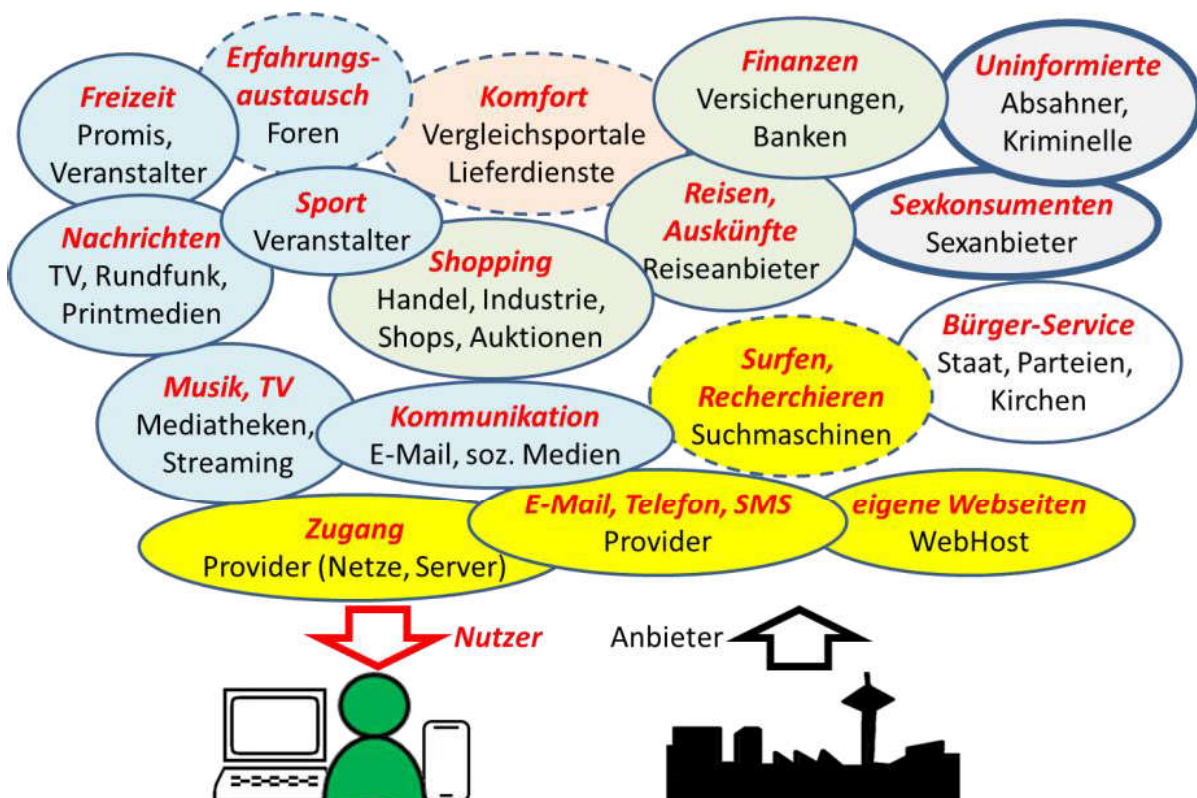 Erfahrungs-
austausch
Foren
Freizeit
Promis,
Veranstalter
Komfort
Vergleichsportale
Lieferdienste
Finanzen
Versicherungen,
Banken
Uninformierte
Absahner,
Kriminelle
Nachrichten
TV, Rundfunk,
Printmedien
Sport
Veranstalter
Shopping
Handel, Industrie,
Shops, Auktionen
Reisen,
Auskünfte
Reiseanbieter
Sexkonsumenten
Sexanbieter
Bürger-Service
Staat, Parteien,
Kirchen
Musik, TV
Mediatheken,
Streaming
Kommunikation
E-Mail, soz. Medien
Surfen,
Recherchieren
Suchmaschinen
Zugang
Provider (Netze, Server)
E-Mail, Telefon, SMS
Provider
eigene Webseiten
WebHost
Nutzer
Anbieter